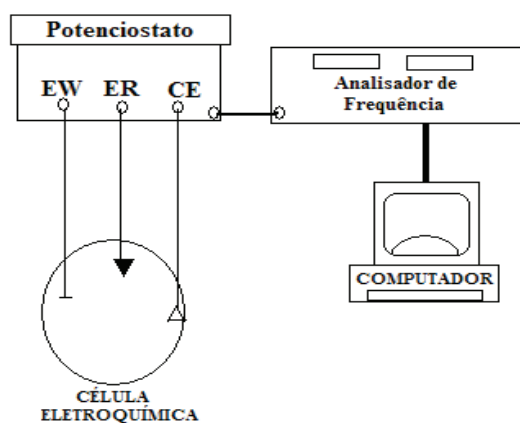 Potenciostato
EW ER CE
Analisador de
Frequência
COMPUTADOR
CÉLULA
ELETROQUÍMICA